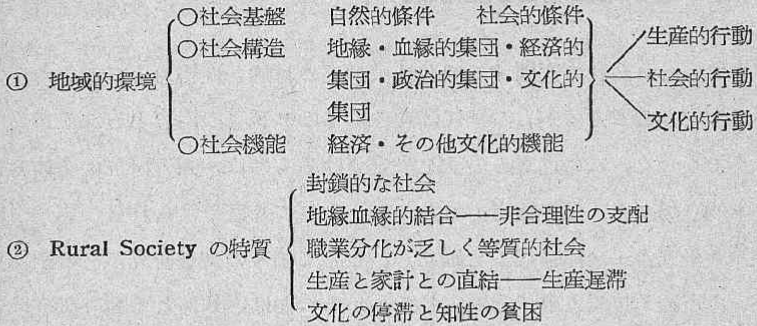 ○社会基盤 自然的條件 社会的條件
○社会構造 地縁・血縁的集団・経済的
集団・政治的集団・文化的
集団
○社会機能 経済・その他文化的機能
① 地域的環境
生産的行動
社会的行動
文化的行動
② Rural Society の特質
封鎖的な社会
地縁血縁的結合——非合理性の支配
職業分化が乏しく等質的社会
生産と家計との直結——生産遅滞
文化の停滞と知性の貧困